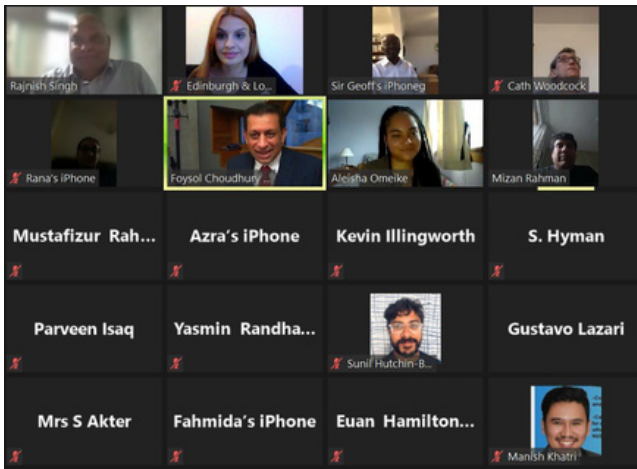 Rajnish Singh
Edinburgh & Lo...
Sir Geoff's iPhoneg
Cath Woodcock
Rana's iPhone
Foysol Choudhury ...
Aleisha Omeike
Mizan Rahman
Mustafizur Rah...
Azra's iPhone
Kevin Illingworth
S. Hyman
Parveen Isaq
Yasmin Randha...
Sunil Hutchin-B...
Gustavo Lazari
Mrs S Akter
Fahmida's iPhone
Euan Hamilton...
Manish Khatri